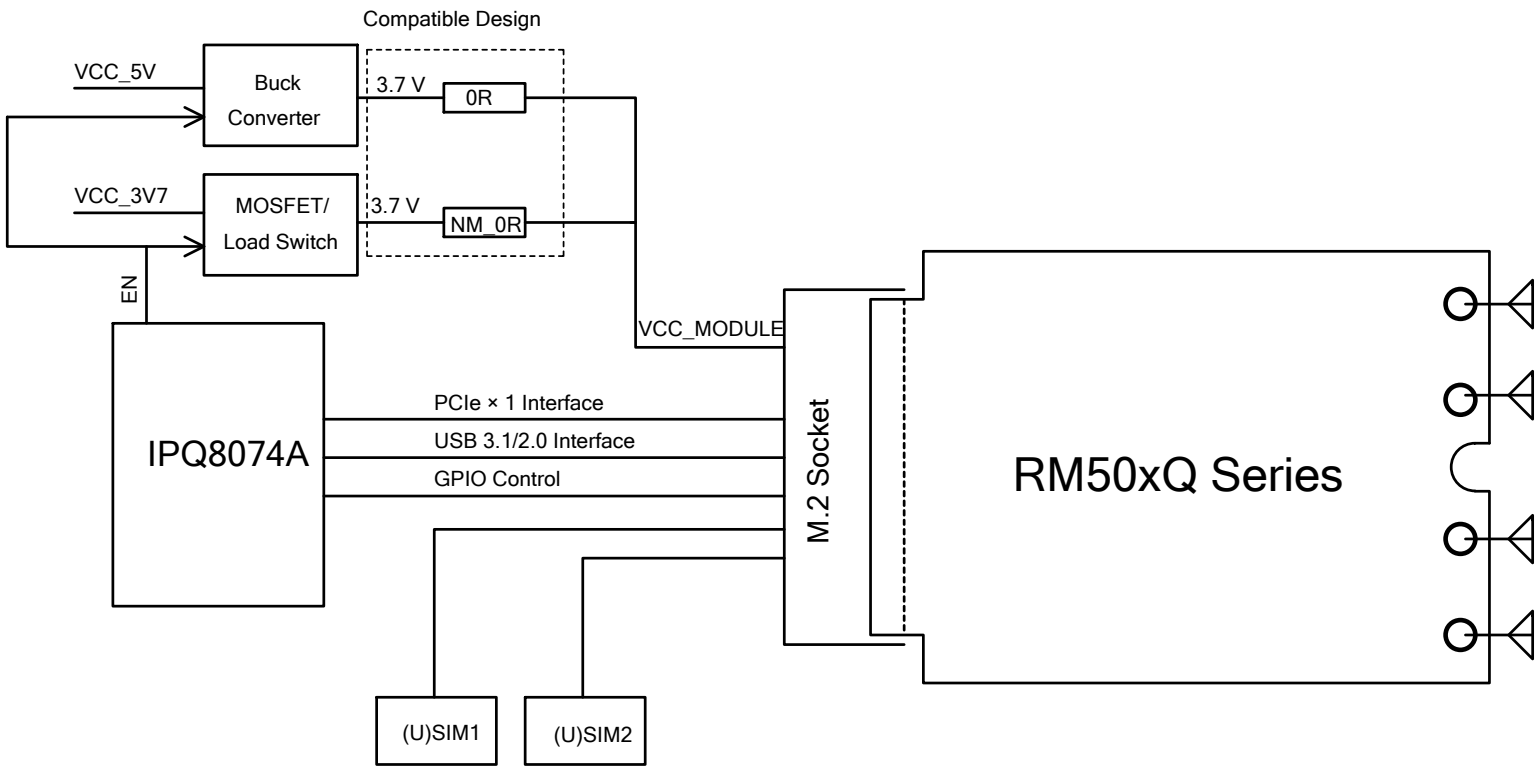 Compatible Design
VCC_5V
Buck
Converter
3.7 V
0R
VCC_3V7
MOSFET/
Load Switch
3.7 V
NM_0R
EN
VCC_MODULE
IPQ8074A
PCIe × 1 Interface
USB 3.1/2.0 Interface
GPIO Control
M.2 Socket
RM50xQ Series
(U)SIM1
(U)SIM2